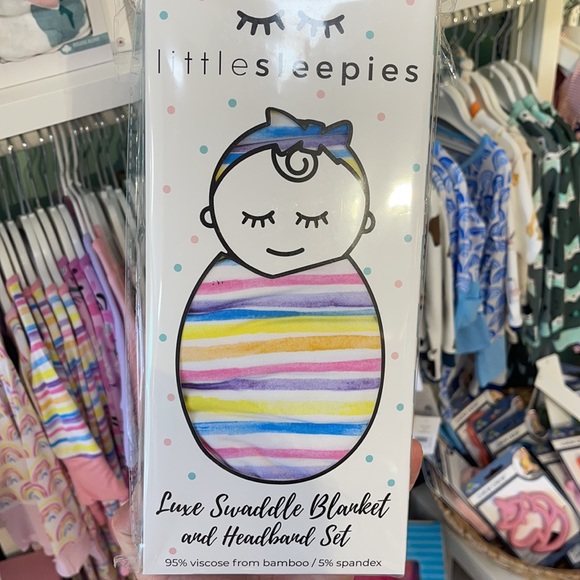 littlesleepies
Luxe Swaddle Blanket
and Headband Set
95% viscose from bamboo / 5% spandex